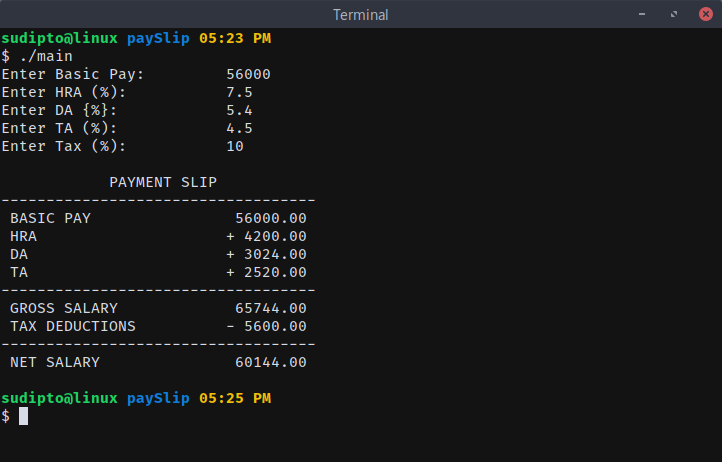 Terminal
sudipto@linux paySlip 05:23 PM
$ ./main
Enter Basic Pay:         56000
Enter HRA (%):           7.5
Enter DA {%}:            5.4
Enter TA (%):            4.5
Enter Tax (%):           10
            PAYMENT SLIP
-----------------------------------
 BASIC PAY                56000.00
 HRA                     + 4200.00
 DA                      + 3024.00
 TA                      + 2520.00
-----------------------------------
 GROSS SALARY             65744.00
 TAX DEDUCTIONS          - 5600.00
-----------------------------------
 NET SALARY               60144.00
sudipto@linux paySlip 05:25 PM
$